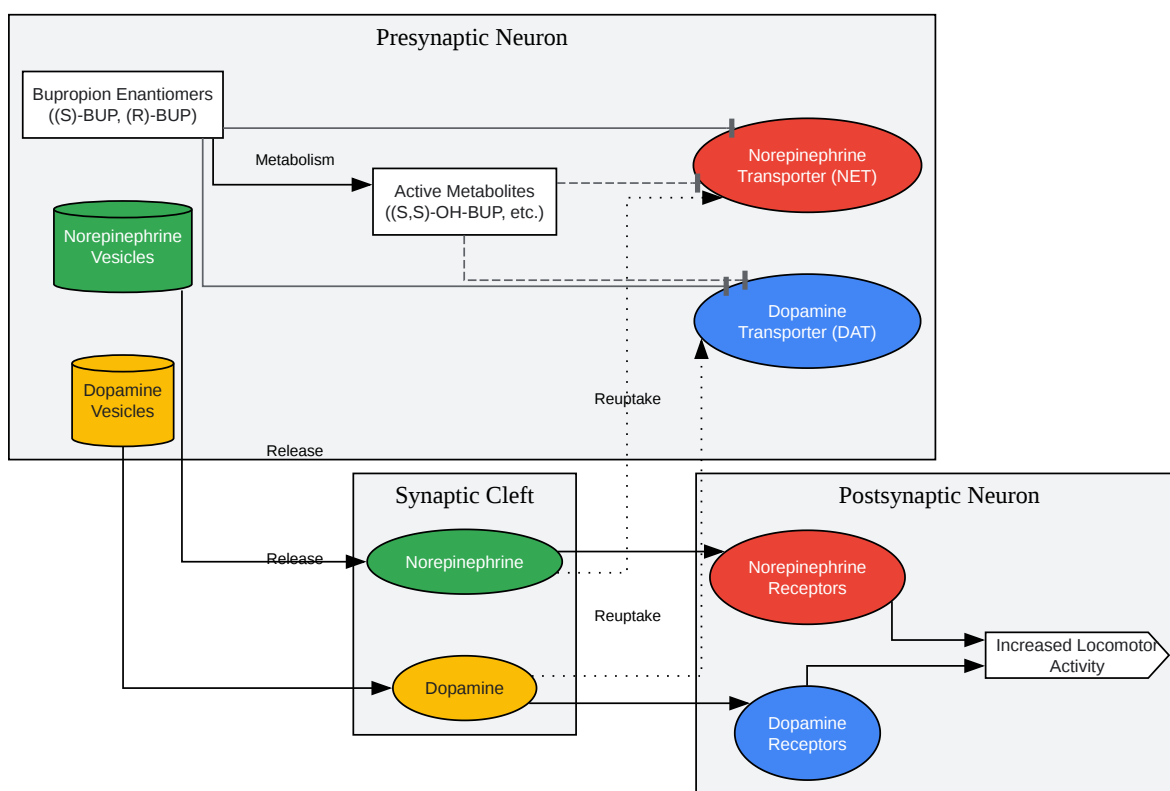 Presynaptic Neuron
Bupropion Enantiomers
((S)-BUP, (R)-BUP)
Metabolism
Norepinephrine
Transporter (NET)
Active Metabolites
((S,S)-OH-BUP, etc.)
Norepinephrine
Vesicles
Dopamine
Transporter (DAT)
Dopamine
Vesicles
Reuptake
Release
Synaptic Cleft
Postsynaptic Neuron
Release
Norepinephrine
Norepinephrine
Receptors
Reuptake
Increased Locomotor
Activity
Dopamine
Dopamine
Receptors